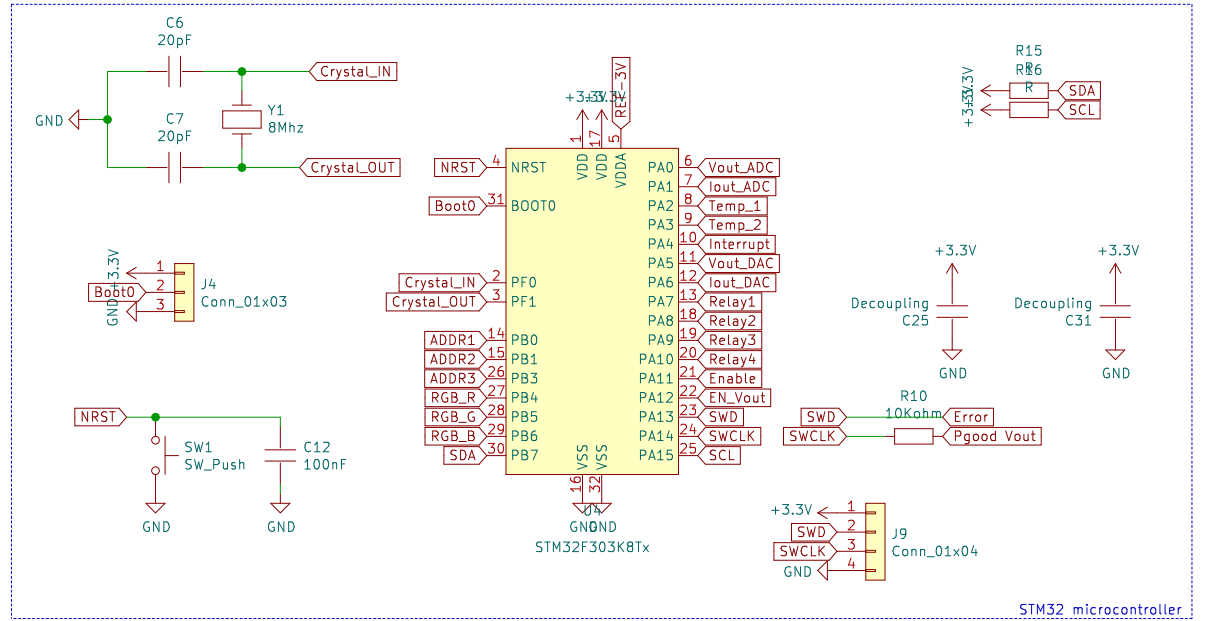 C6
20pF
Crystal_IN
GND
Y1
8Mhz
C7
20pF
Crystal_OUT
R15
R
R16
R
+3.3V
SDA
+3.3V
SCL
+3.3V
+3.3V
REF-3V
1
17
5
VDD
VDD
VDDA
NRST 4 NRST
Boot0 31 BOOT0
Crystal_IN 2 PF0
Crystal_OUT 3 PF1
ADDR1 14 PB0
ADDR2 15 PB1
ADDR3 26 PB3
RGB_R 27 PB4
RGB_G 28 PB5
RGB_B 29 PB6
SDA 30 PB7
PA0 6 Vout_ADC
PA1 7 Iout_ADC
PA2 8 Temp_1
PA3 9 Temp_2
PA4 10 Interrupt
PA5 11 Vout_DAC
PA6 12 Iout_DAC
PA7 13 Relay1
PA8 18 Relay2
PA9 19 Relay3
PA10 20 Relay4
PA11 21 Enable
PA12 22 EN_Vout
PA13 23 SWD
PA14 24 SWCLK
PA15 25 SCL
VSS
VSS
16
32
GND
GND
U4
STM32F303K8Tx
+3.3V
1
Boot0 2
GND 3
J4
Conn_01x03
NRST
SW1
SW_Push
GND
C12
100nF
GND
+3.3V
Decoupling
C25
GND
+3.3V
Decoupling
C31
GND
R10
10Kohm
SWD Error
SWCLK Pgood Vout
+3.3V 1
SWD 2
SWCLK 3
GND 4
J9
Conn_01x04
STM32 microcontroller